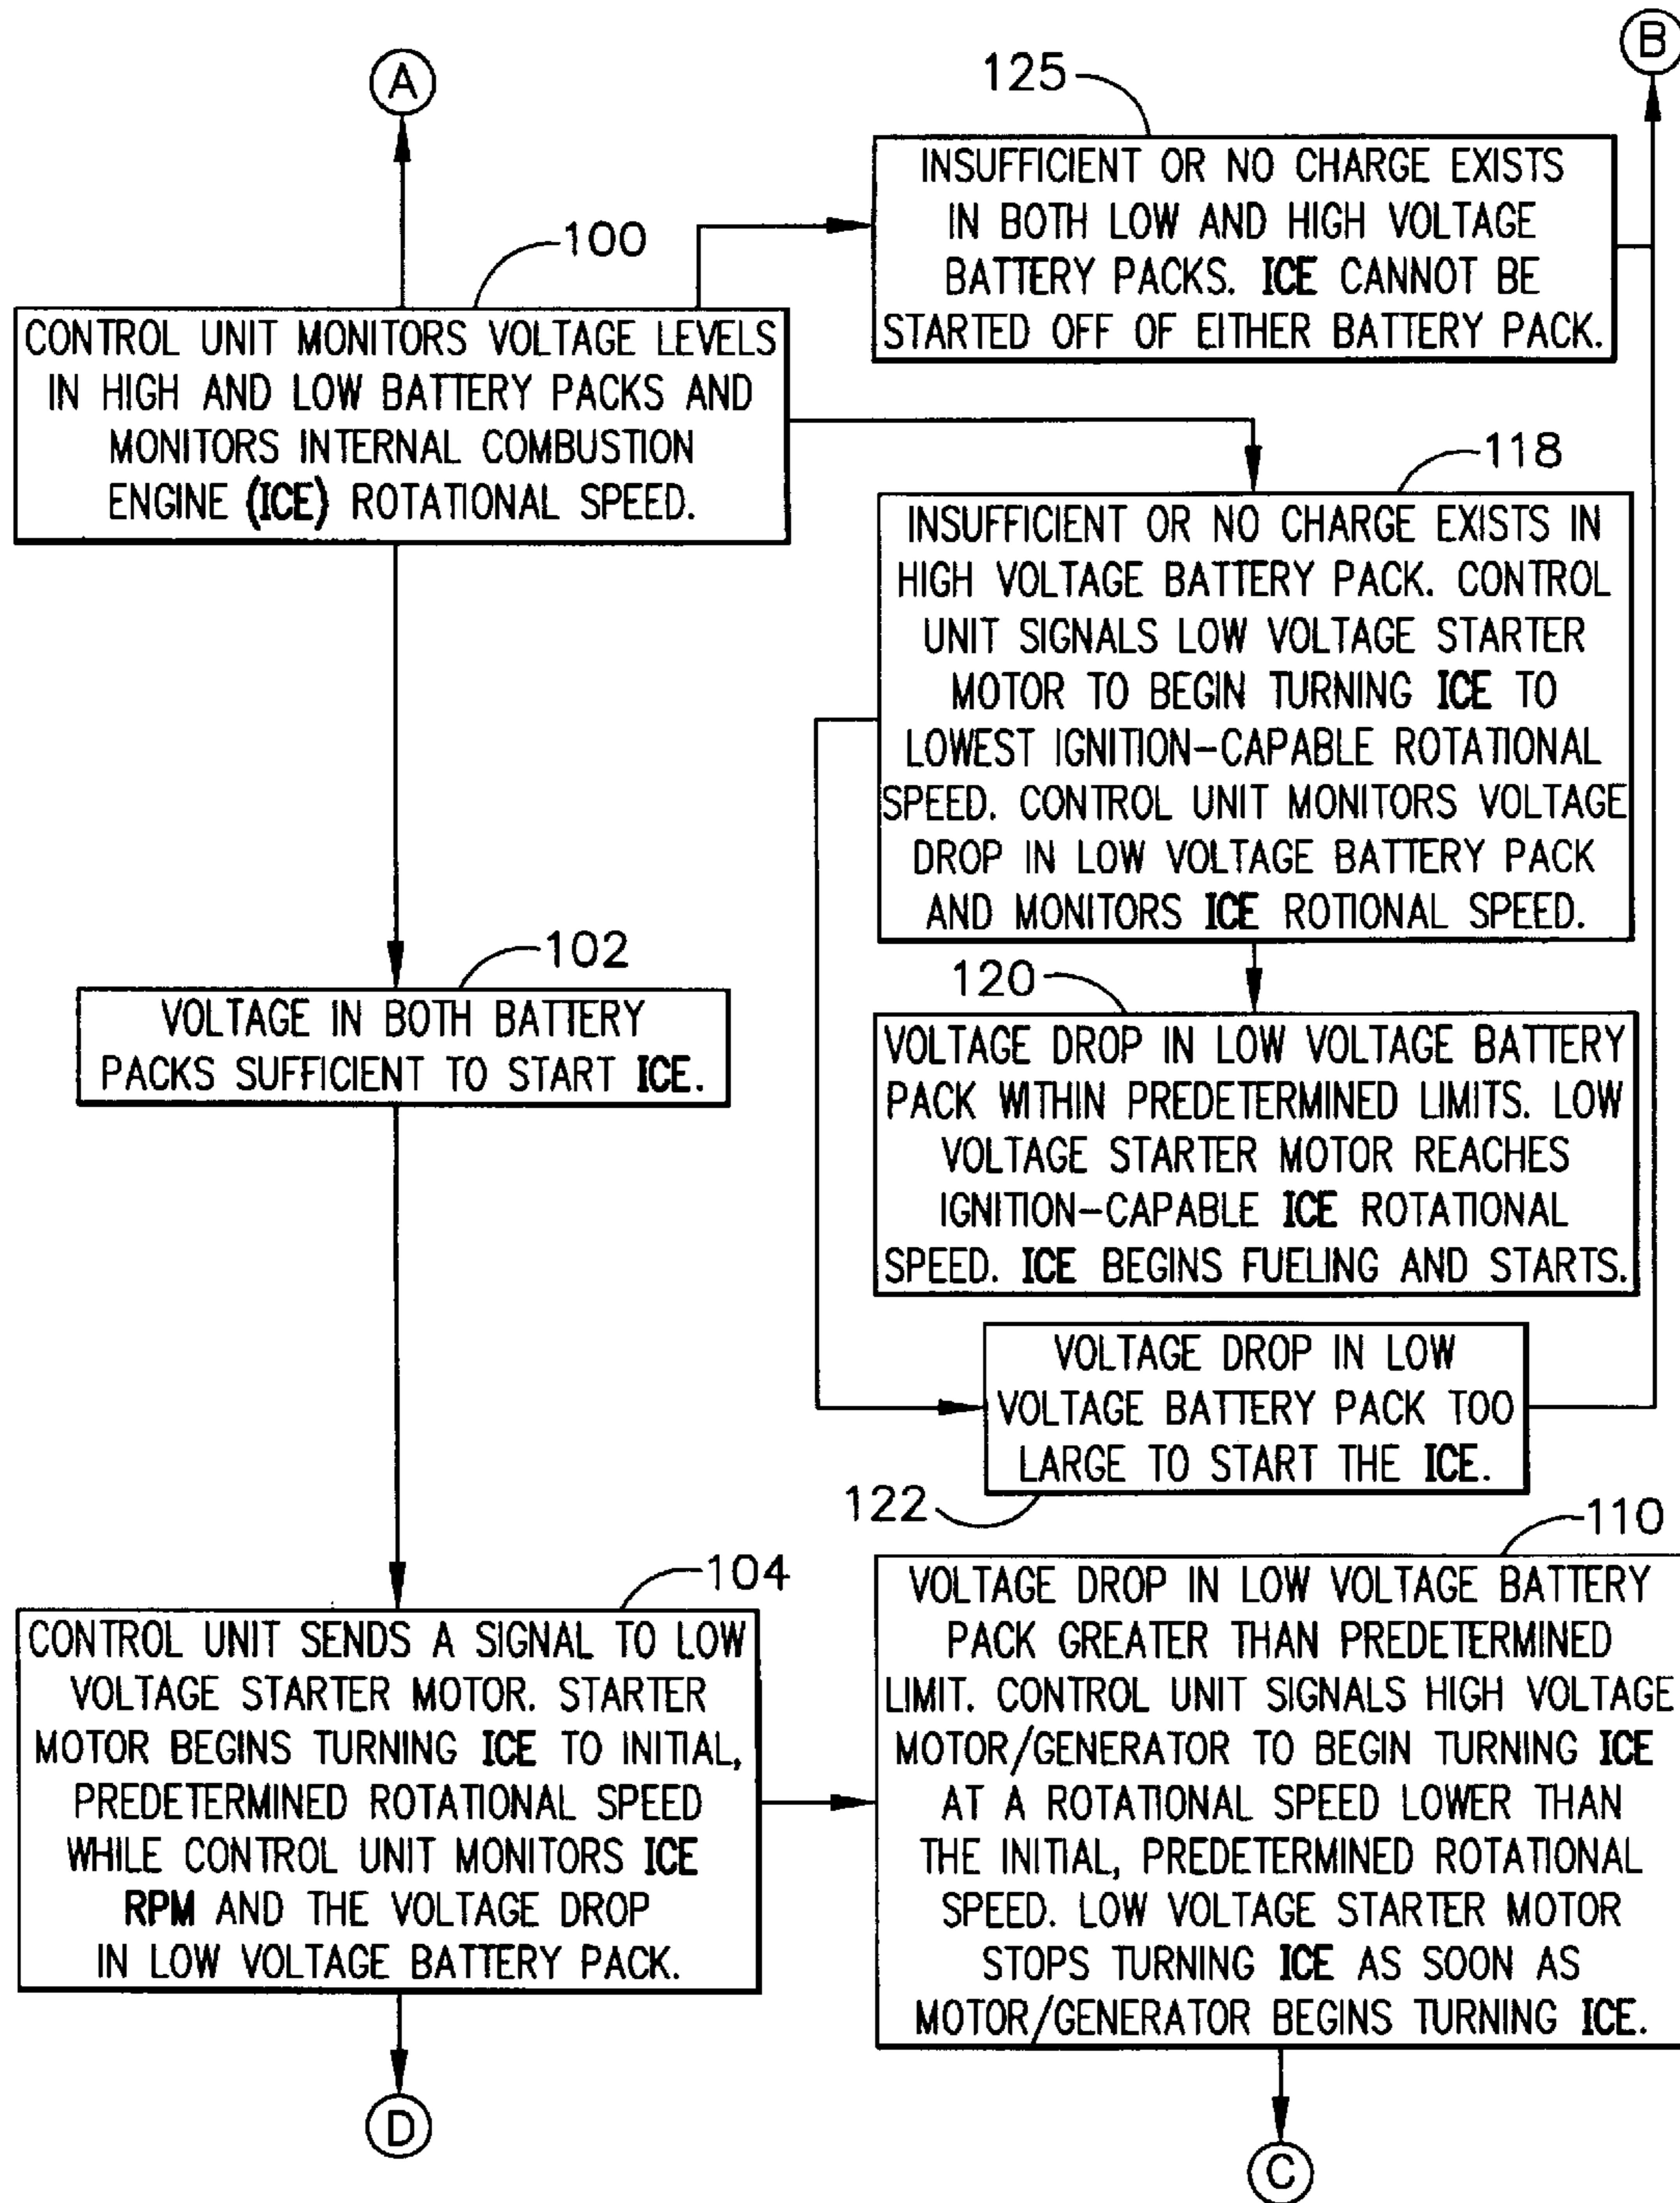 A
B
125
INSUFFICIENT OR NO CHARGE EXISTS
IN BOTH LOW AND HIGH VOLTAGE
BATTERY PACKS. ICE CANNOT BE
STARTED OFF OF EITHER BATTERY PACK.
100
CONTROL UNIT MONITORS VOLTAGE LEVELS
IN HIGH AND LOW BATTERY PACKS AND
MONITORS INTERNAL COMBUSTION
ENGINE (ICE) ROTATIONAL SPEED.
118
INSUFFICIENT OR NO CHARGE EXISTS IN
HIGH VOLTAGE BATTERY PACK. CONTROL
UNIT SIGNALS LOW VOLTAGE STARTER
MOTOR TO BEGIN TURNING ICE TO
LOWEST IGNITION-CAPABLE ROTATIONAL
SPEED. CONTROL UNIT MONITORS VOLTAGE
DROP IN LOW VOLTAGE BATTERY PACK
AND MONITORS ICE ROTIONAL SPEED.
102
VOLTAGE IN BOTH BATTERY
PACKS SUFFICIENT TO START ICE.
120
VOLTAGE DROP IN LOW VOLTAGE BATTERY
PACK WITHIN PREDETERMINED LIMITS. LOW
VOLTAGE STARTER MOTOR REACHES
IGNITION-CAPABLE ICE ROTATIONAL
SPEED. ICE BEGINS FUELING AND STARTS.
VOLTAGE DROP IN LOW
VOLTAGE BATTERY PACK TOO
LARGE TO START THE ICE.
122
104
CONTROL UNIT SENDS A SIGNAL TO LOW
VOLTAGE STARTER MOTOR. STARTER
MOTOR BEGINS TURNING ICE TO INITIAL,
PREDETERMINED ROTATIONAL SPEED
WHILE CONTROL UNIT MONITORS ICE
RPM AND THE VOLTAGE DROP
IN LOW VOLTAGE BATTERY PACK.
110
VOLTAGE DROP IN LOW VOLTAGE BATTERY
PACK GREATER THAN PREDETERMINED
LIMIT. CONTROL UNIT SIGNALS HIGH VOLTAGE
MOTOR/GENERATOR TO BEGIN TURNING ICE
AT A ROTATIONAL SPEED LOWER THAN
THE INITIAL, PREDETERMINED ROTATIONAL
SPEED. LOW VOLTAGE STARTER MOTOR
STOPS TURNING ICE AS SOON AS
MOTOR/GENERATOR BEGINS TURNING ICE.
D
C